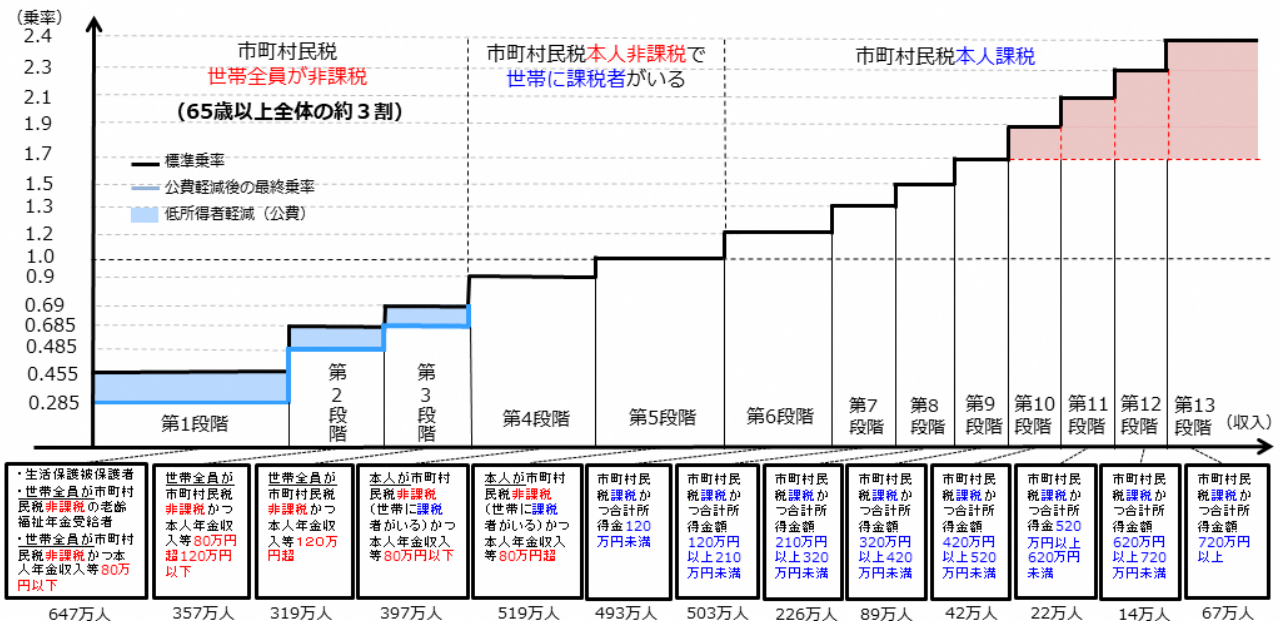 (乗率)
2.4
2.3
2.1
1.9
1.7
1.5
1.3
1.2
1.0
0.9
0.69
0.685
0.485
0.455
0.285
市町村民税
世帯全員が非課税
(65歳以上全体の約3割)
市町村民税本人非課税で
世帯に課税者がいる
市町村民税本人課税
標準乗率
公費軽減後の最終乗率
低所得者軽減(公費)
第1段階
第2段階
第3段階
第4段階
第5段階
第6段階
第7
段階
第8
段階
第9
段階
第10
段階
第11
段階
第12
段階
第13
段階
(収入)
・生活保護被保護者
・世帯全員が市町村
民税非課税の老齢
福祉年金受給者
・世帯全員が市町村
民税非課税かつ本
人年金収入等80万
円以下
世帯全員が
市町村民税
非課税かつ
本人年金収
入等80万円
超120万円
以下
世帯全員が
市町村民税
非課税かつ
本人年金収
入等120万
円超
本人が市町村
民税非課税
(世帯に課税
者がいる)かつ
本人年金収入
等80万円以下
本人が市町村
民税非課税
(世帯に課税
者がいる)かつ
本人年金収入
等80万円超
市町村民
税課税か
つ合計所
得金120
万円未満
市町村民
税課税か
つ合計所
得金額
120万円
以上210
万円未満
市町村民
税課税か
つ合計所
得金額
210万円
以上320
万円未満
市町村民
税課税か
つ合計所
得金額
320万円
以上420
万円未満
市町村民
税課税か
つ合計所
得金額
420万円
以上520
万円未満
市町村民
税課税か
つ合計所
得金520
万円以上
620万円
未満
市町村民
税課税か
つ合計所
得金額
620万円
以上720
万円未満
市町村民
税課税か
つ合計所
得金額
720万円
以上
647万人
357万人
319万人
397万人
519万人
493万人
503万人
226万人
89万人
42万人
22万人
14万人
67万人